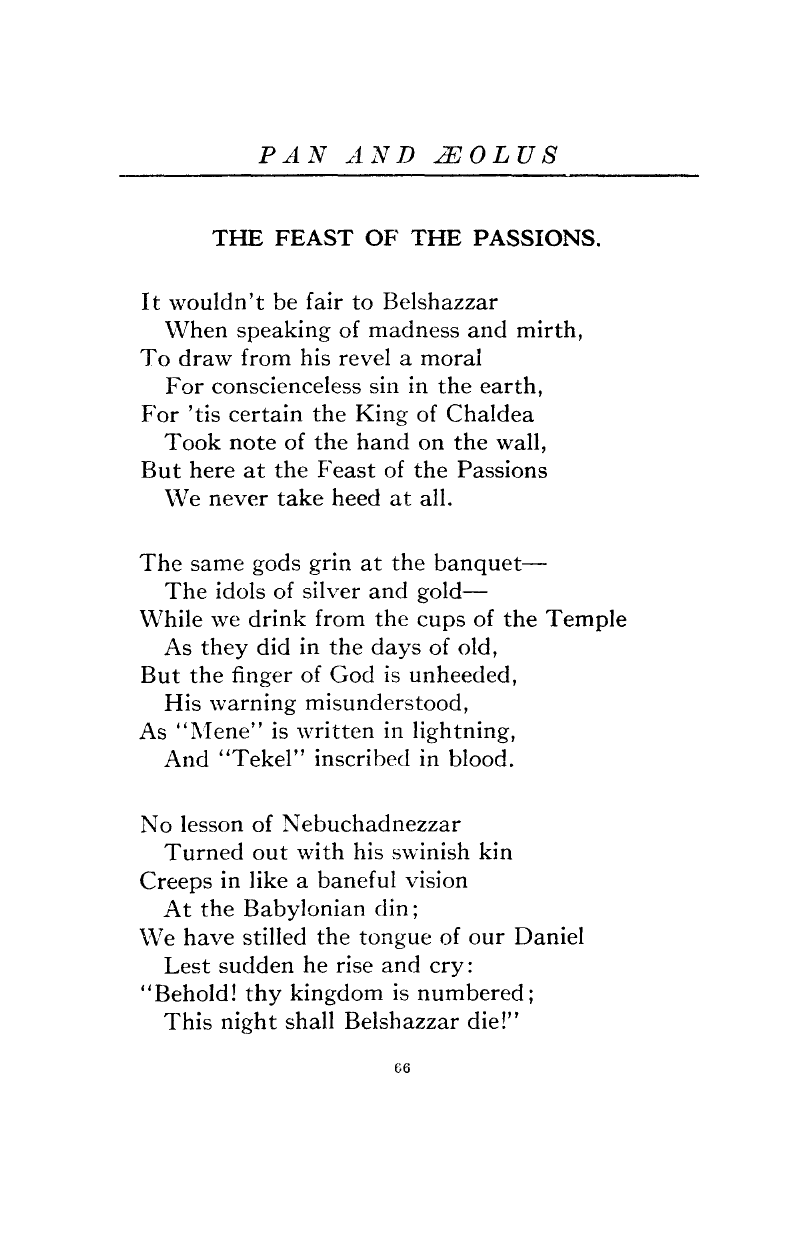 PAN AND ÆOLUS
THE FEAST OF THE PASSIONS.
It wouldn't be fair to Belshazzar
When speaking of madness and mirth,
To draw from his revel a moral
For conscienceless sin in the earth,
For 'tis certain the King of Chaldea
Took note of the hand on the wall,
But here at the Feast of the Passions
We never take heed at all.
The same gods grin at the banquet—
The idols of silver and gold—
While we drink from the cups of the Temple
As they did in the days of old,
But the finger of God is unheeded,
His warning misunderstood,
As "Mene" is written in lightning,
And "Tekel" inscribed in blood.
No lesson of Nebuchadnezzar
Turned out with his swinish kin
Creeps in like a baneful vision
At the Babylonian din;
We have stilled the tongue of our Daniel
Lest sudden he rise and cry:
"Behold! thy kingdom is numbered;
This night shall Belshazzar die!"
66